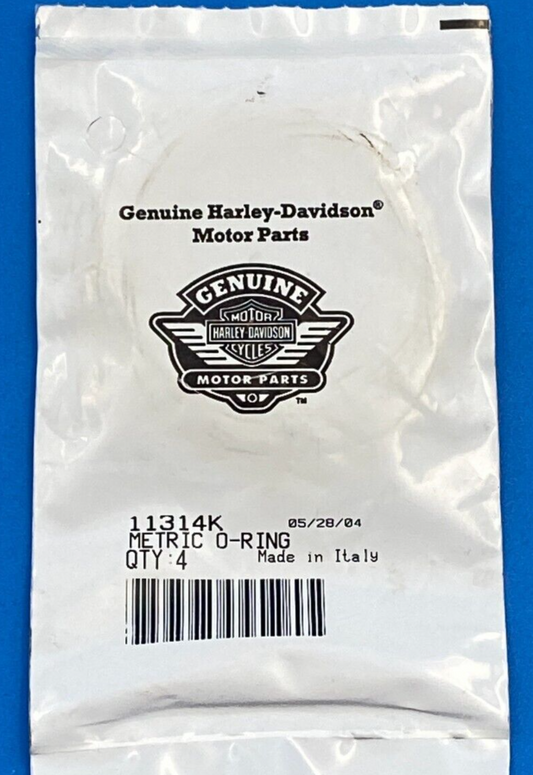 Genuine Harley-Davidson®
Motor Parts
GENUINE
MOTOR
HARLEY-DAVIDSON
CYCLES
MOTOR PARTS
TM
11314K 05/28/04
METRIC O-RING
QTY:4 Made in Italy